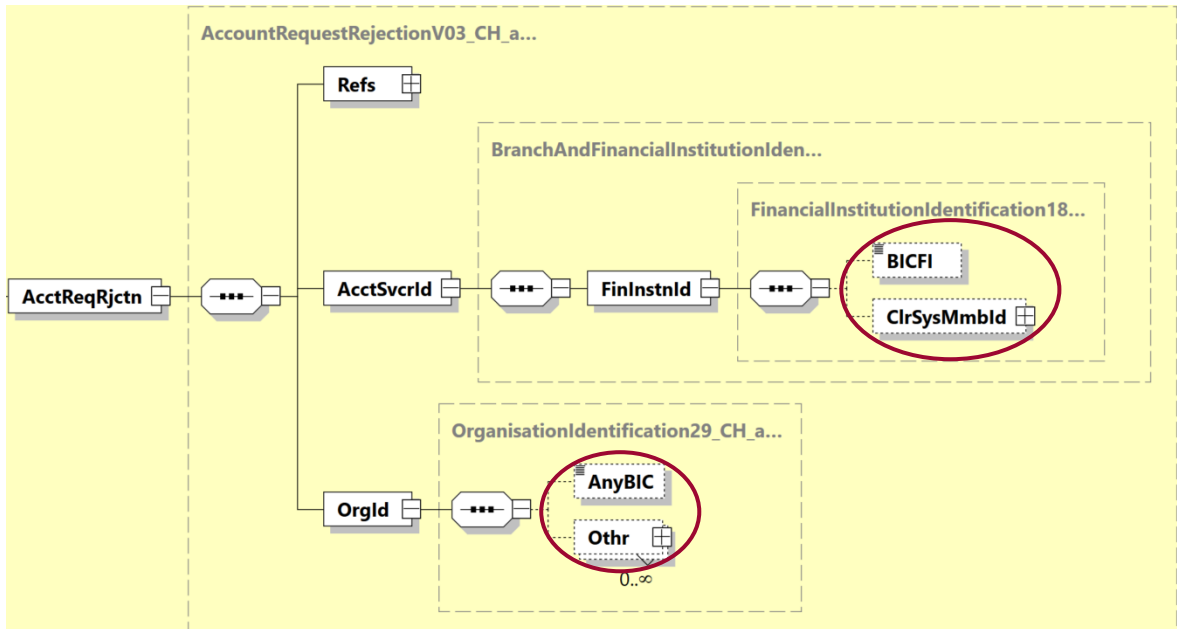 AccountRequestRejectionV03_CH_a...
Refs
BranchAndFinancialInstitutionIden...
FinancialInstitutionIdentification18...
BICFI
AcctReqRjctn
AcctSvcrId
FinInstnId
ClrSysMmbId
OrganisationIdentification29_CH_a...
AnyBIC
OrgId
Othr
0..∞